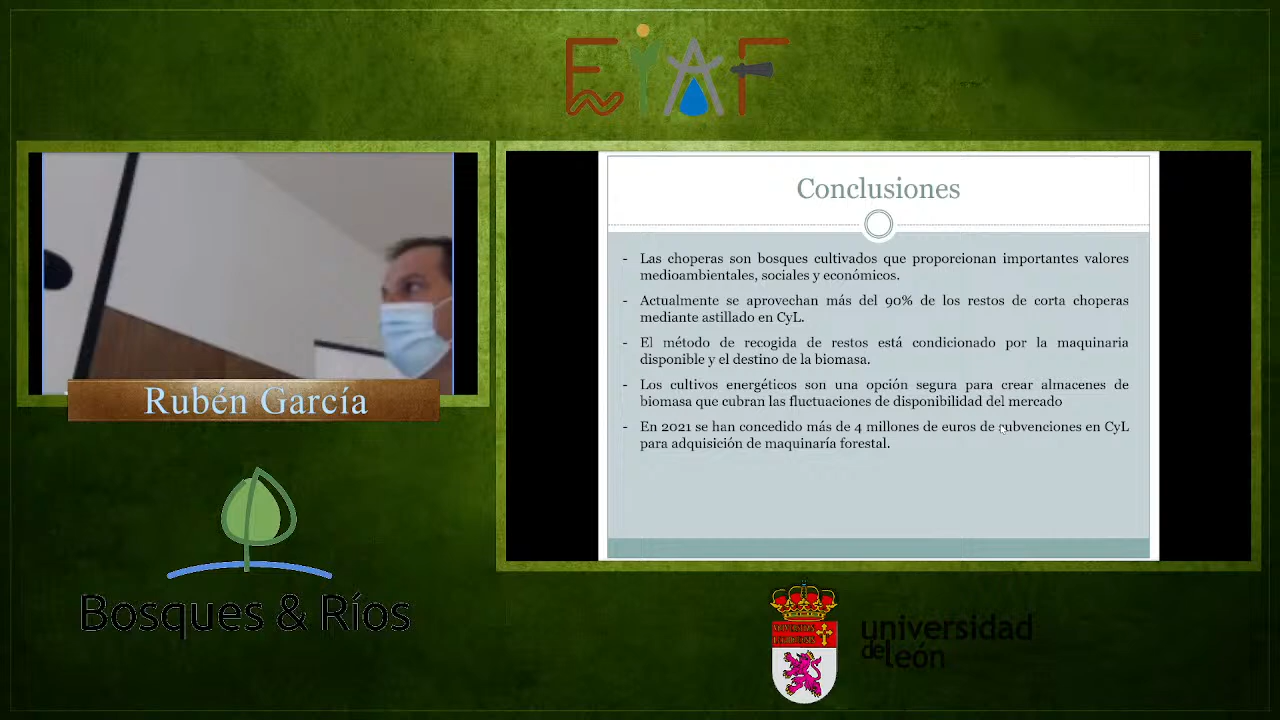 EIAF
Conclusiones
- Las choperas son bosques cultivados que proporcionan importantes valores
medioambientales, sociales y económicos.
- Actualmente se aprovechan más del 90% de los restos de corta choperas
mediante astillado en CyL.
- El método de recogida de restos está condicionado por la maquinaria
disponible y el destino de la biomasa.
- Los cultivos energéticos son una opción segura para crear almacenes de
biomasa que cubran las fluctuaciones de disponibilidad del mercado
- En 2021 se han concedido más de 4 millones de euros de subvenciones en CyL
para adquisición de maquinaría forestal.
Rubén García
Bosques & Ríos
universidad
de león